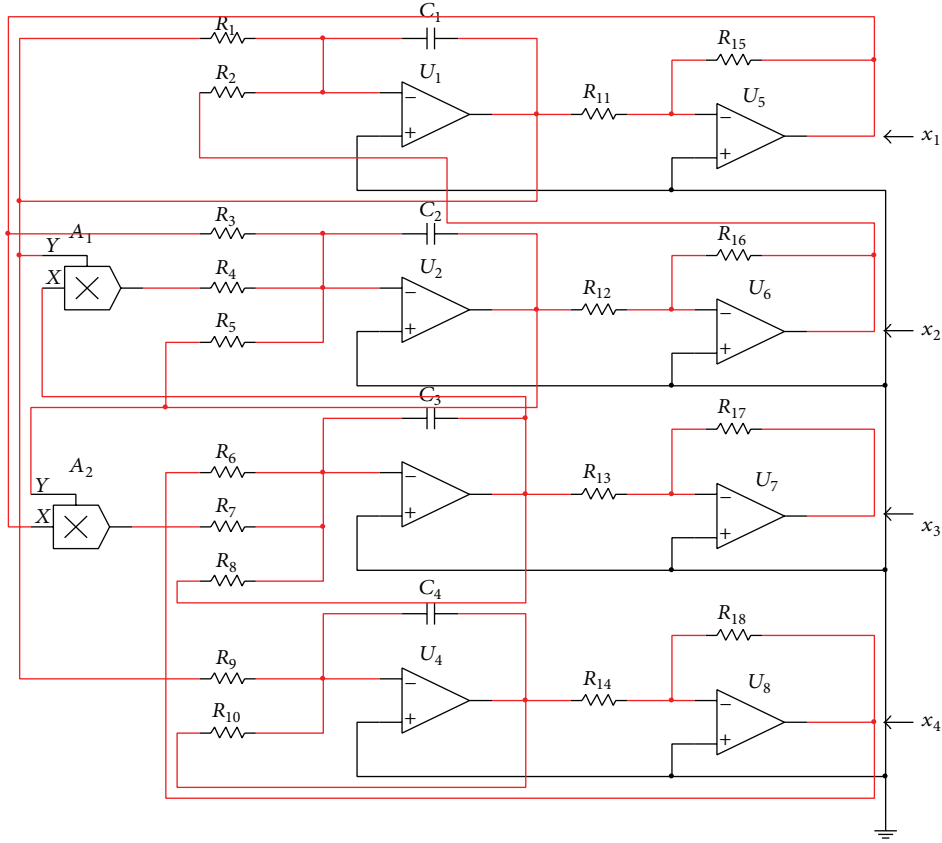 C₁
R₁
R₁₅
R₂
U₁
R₁₁
U₅
−
−
+
+
x₁
R₃
C₂
A₁
Y
R₁₆
X
R₄
U₂
R₁₂
U₆
−
−
R₅
+
+
x₂
C₃
R₁₇
R₆
A₂
−
R₁₃
U₇
Y
−
X
R₇
+
x₃
+
R₈
C₄
R₁₈
R₉
U₄
R₁₄
U₈
−
−
R₁₀
+
+
x₄